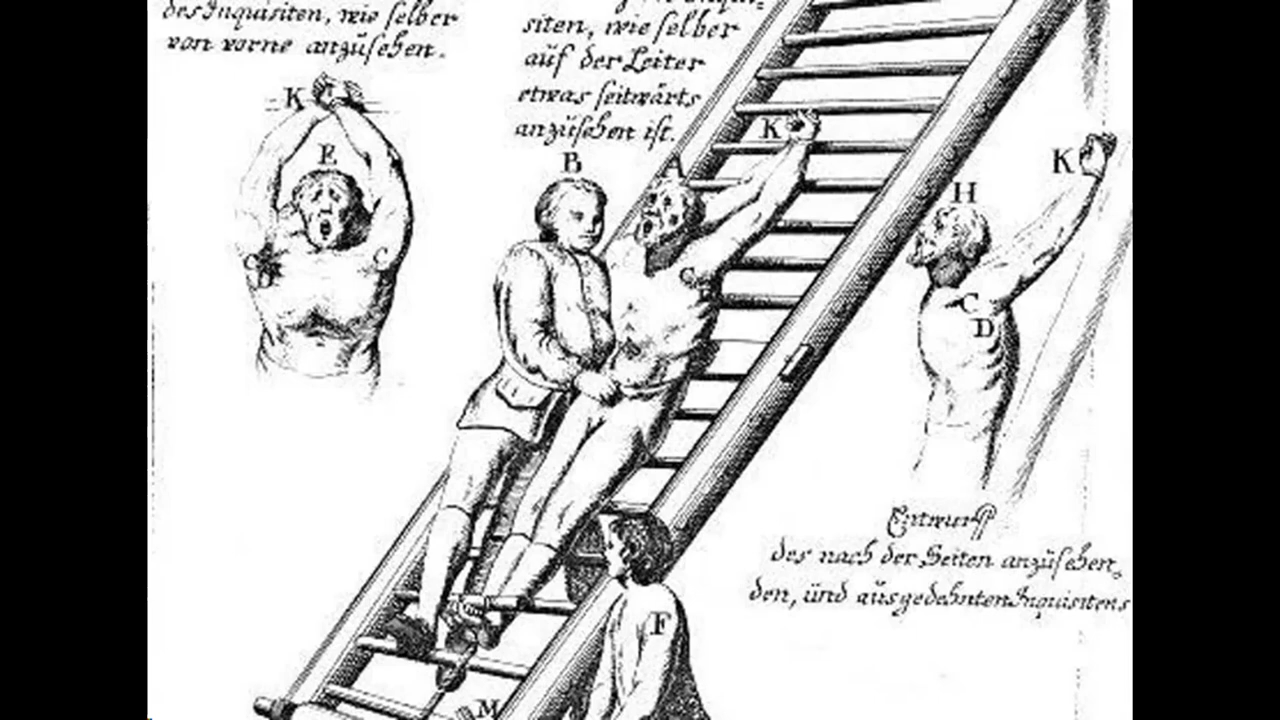 des Inquisiten, wie selber
von vorne anzusehen.
siten, wie selber
auf der Leiter
etwas seitwärts
anzusehen ist.
K
E
C
D
C
B
A
K
C
H
K
C
D
F
M
Entwurff
des nach der Seiten anzusehen,
den, ünd ausgedehnten Inquisitens